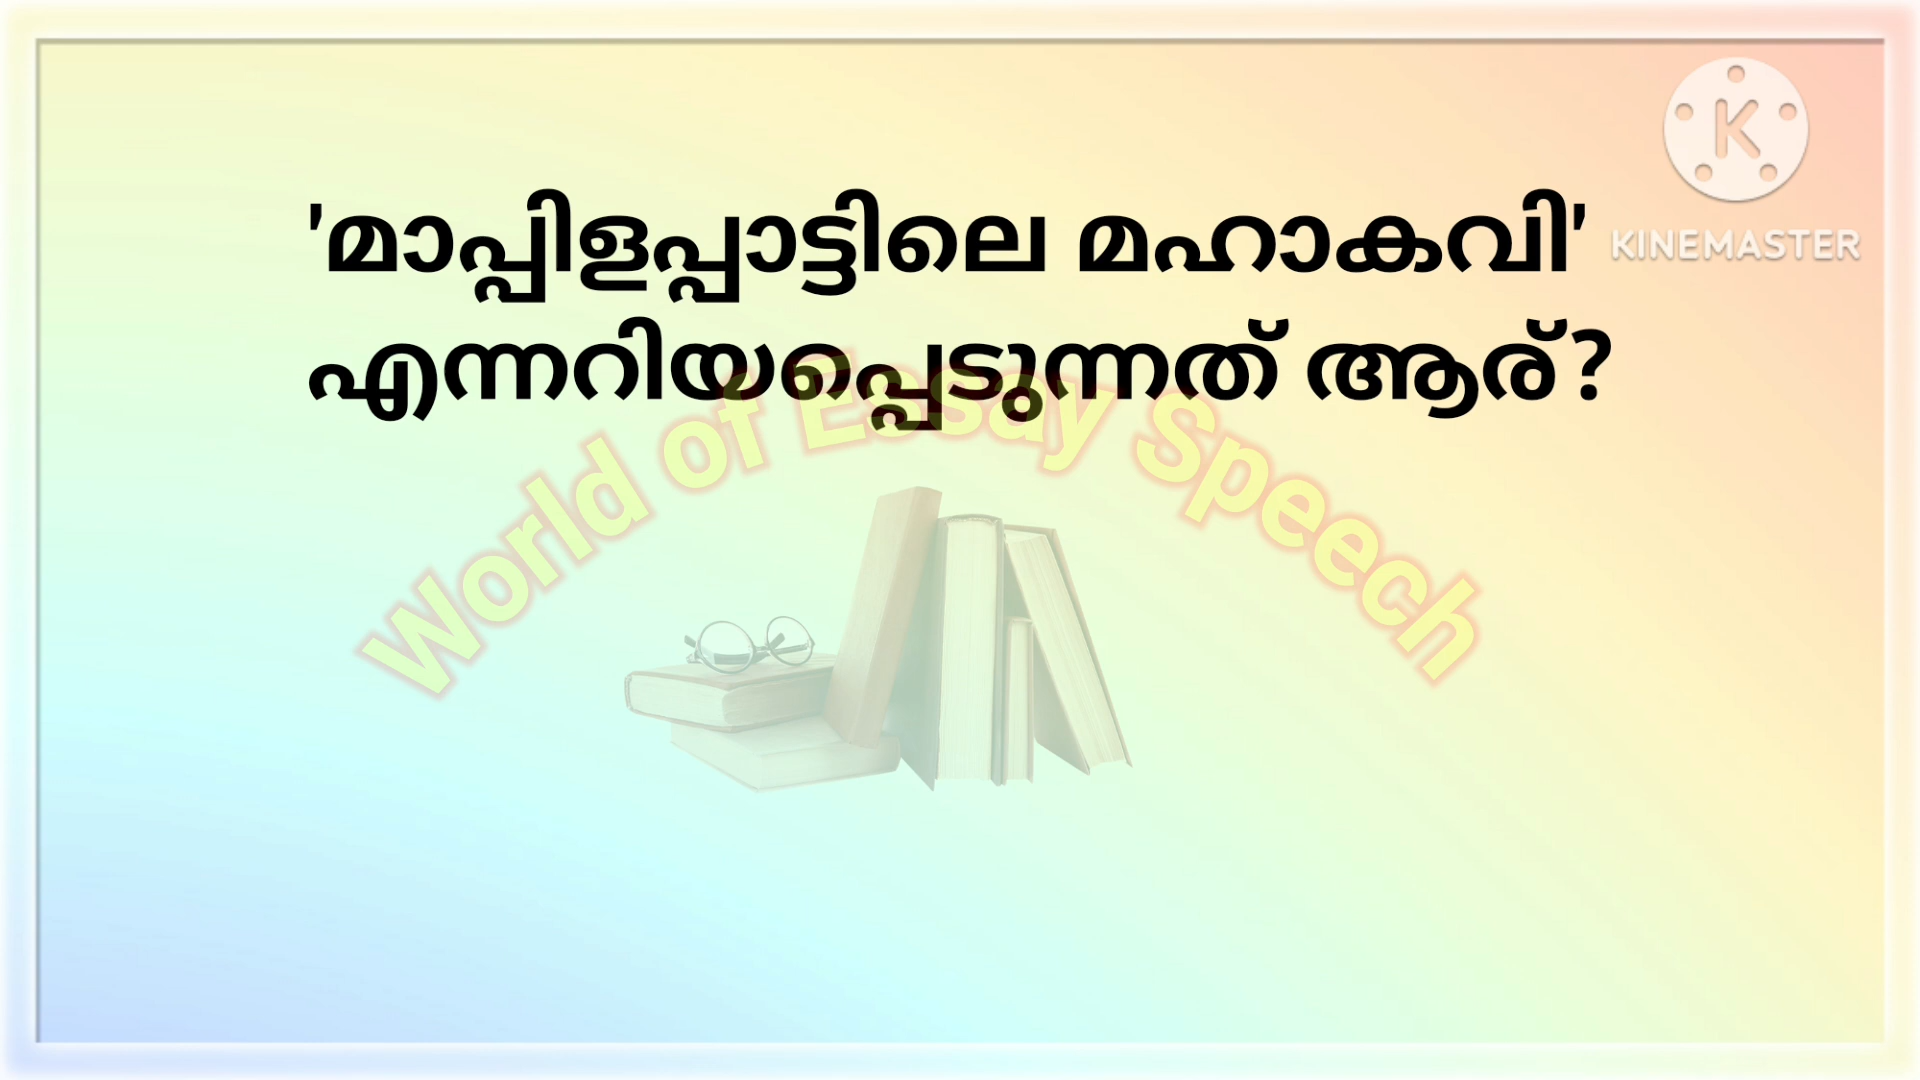 'മാപ്പിളപ്പാട്ടിലെ മഹാകവി'
എന്നറിയപ്പെടുന്നത് ആര്?
World of Essay Speech
K
KINEMASTER